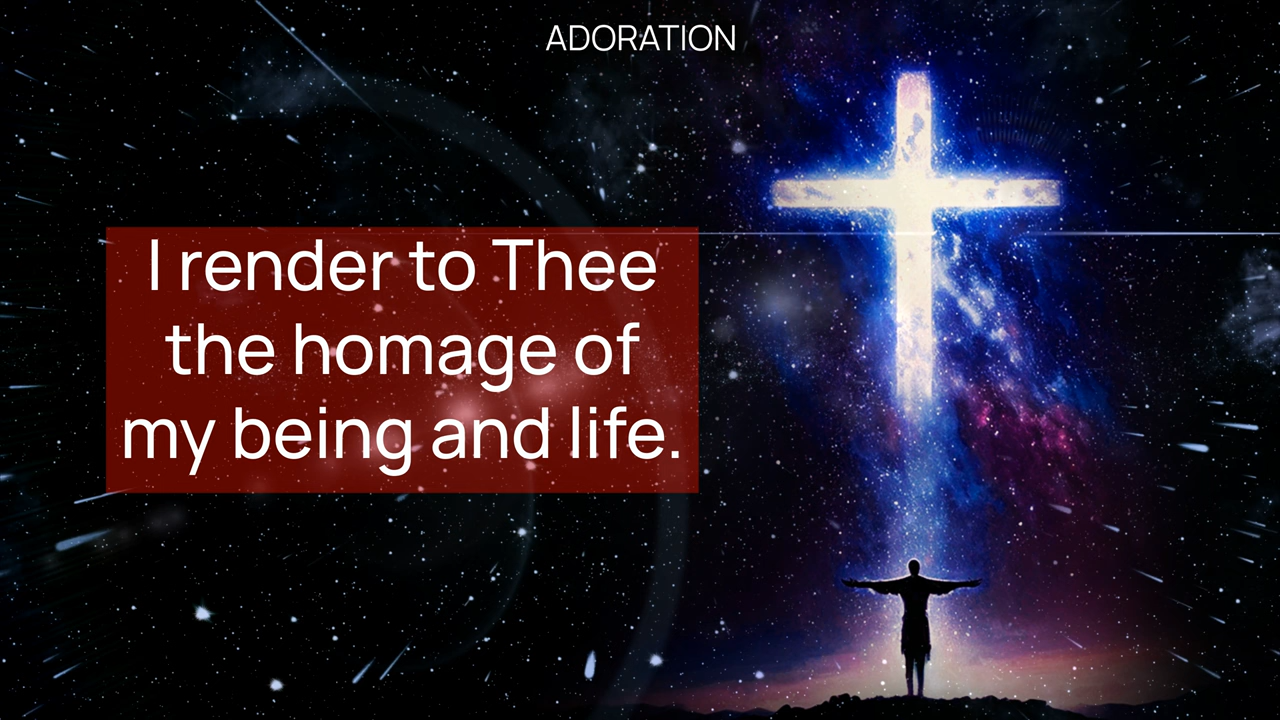 ADORATION
I render to Thee
the homage of
my being and life.